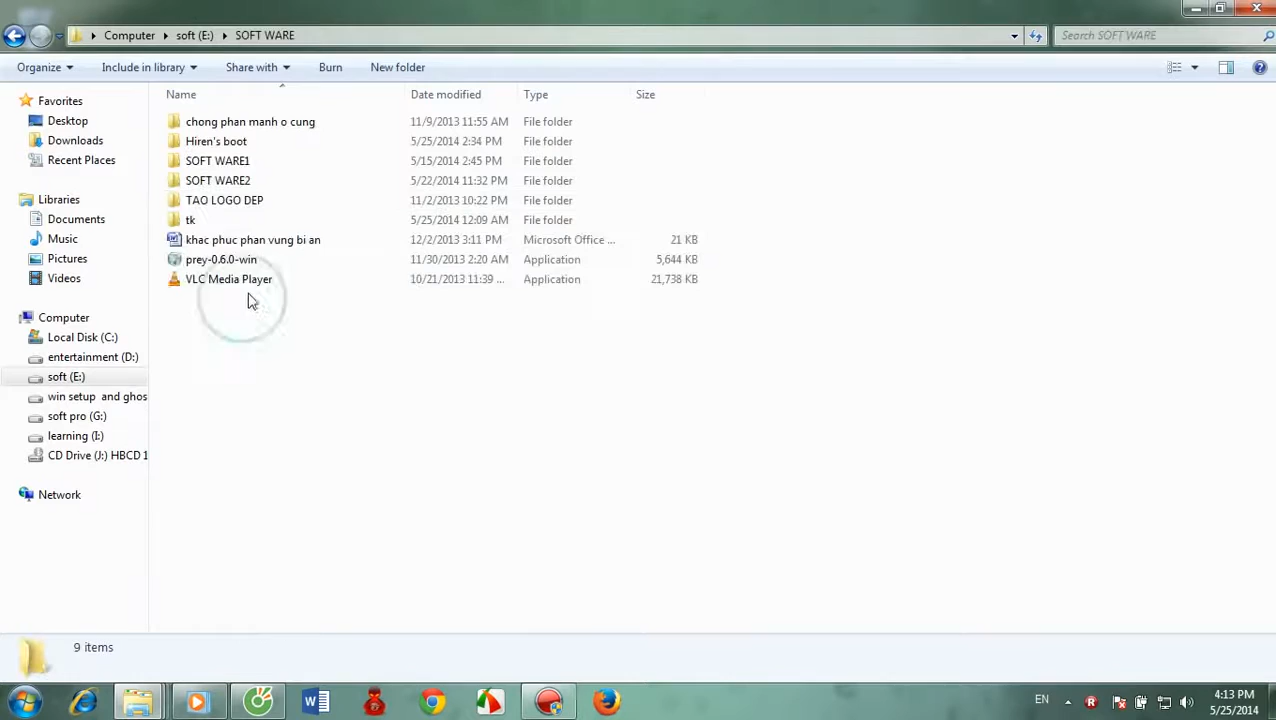 Computer soft (E:) SOFT WARE
Search SOFT WARE
Organize Include in library Share with Burn New folder
Name Date modified Type Size
Favorites
Desktop
Downloads
Recent Places
Libraries
Documents
Music
Pictures
Videos
Computer
Local Disk (C:)
entertainment (D:)
soft (E:)
win setup and ghos
soft pro (G:)
learning (I:)
CD Drive (J:) HBCD 1
Network
chong phan manh o cung 11/9/2013 11:55 AM File folder
Hiren's boot 5/25/2014 2:34 PM File folder
SOFT WARE1 5/15/2014 2:45 PM File folder
SOFT WARE2 5/22/2014 11:32 PM File folder
TAO LOGO DEP 11/2/2013 10:22 PM File folder
tk 5/25/2014 12:09 AM File folder
khac phuc phan vung bi an 12/2/2013 3:11 PM Microsoft Office ... 21 KB
prey-0.6.0-win 11/30/2013 2:20 AM Application 5,644 KB
VLC Media Player 10/21/2013 11:39 ... Application 21,738 KB
9 items
EN
4:13 PM
5/25/2014